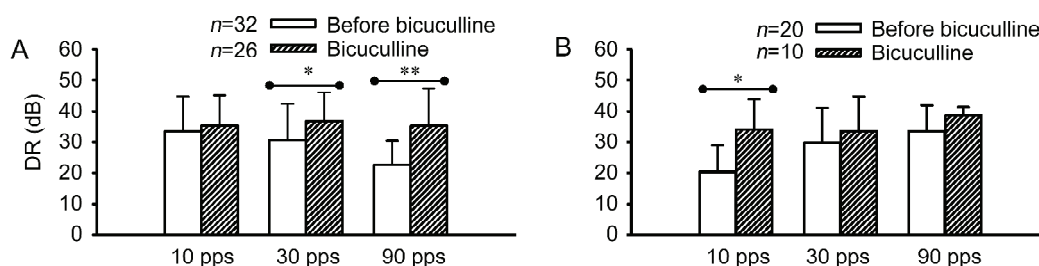 A
n=32 Before bicuculline
n=26 Bicuculline
DR (dB)
60
50
40
30
20
10
0
*
**
10 pps 30 pps 90 pps
B
n=20 Before bicuculline
n=10 Bicuculline
60
50
40
30
20
10
0
*
10 pps 30 pps 90 pps